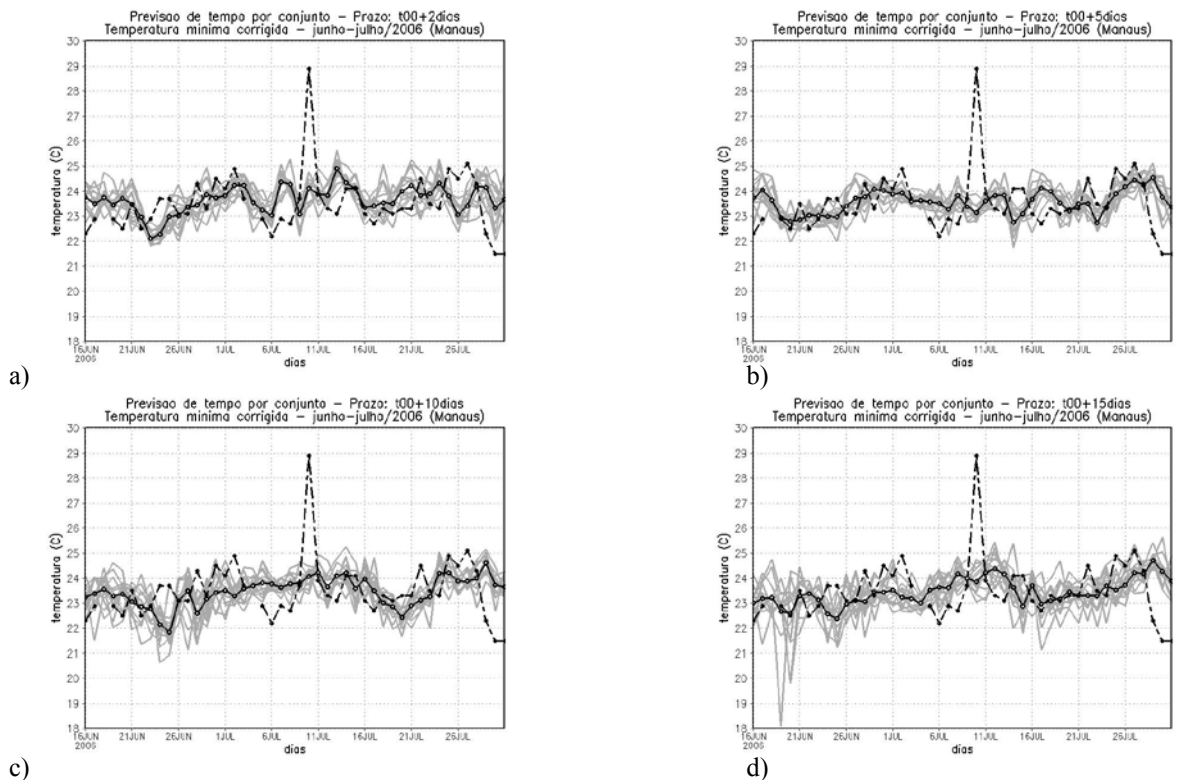 Previsao de tempo por conjunto – Prazo: t00+2dias
Temperatura minima corrigida – junho–julho/2006 (Manaus)
30
29
28
27
26
25
24
23
22
21
20
19
18
temperatura (C)
16JUN 21JUN 26JUN 1JUL 6JUL 11JUL 16JUL 21JUL 26JUL
2006
dias
a)
Previsao de tempo por conjunto – Prazo: t00+5dias
Temperatura minima corrigida – junho–julho/2006 (Manaus)
30
29
28
27
26
25
24
23
22
21
20
19
18
temperatura (C)
16JUN 21JUN 26JUN 1JUL 6JUL 11JUL 16JUL 21JUL 26JUL
2006
dias
b)
Previsao de tempo por conjunto – Prazo: t00+10dias
Temperatura minima corrigida – junho–julho/2006 (Manaus)
30
29
28
27
26
25
24
23
22
21
20
19
18
temperatura (C)
16JUN 21JUN 26JUN 1JUL 6JUL 11JUL 16JUL 21JUL 26JUL
2006
dias
c)
Previsao de tempo por conjunto – Prazo: t00+15dias
Temperatura minima corrigida – junho–julho/2006 (Manaus)
30
29
28
27
26
25
24
23
22
21
20
19
18
temperatura (C)
16JUN 21JUN 26JUN 1JUL 6JUL 11JUL 16JUL 21JUL 26JUL
2006
dias
d)